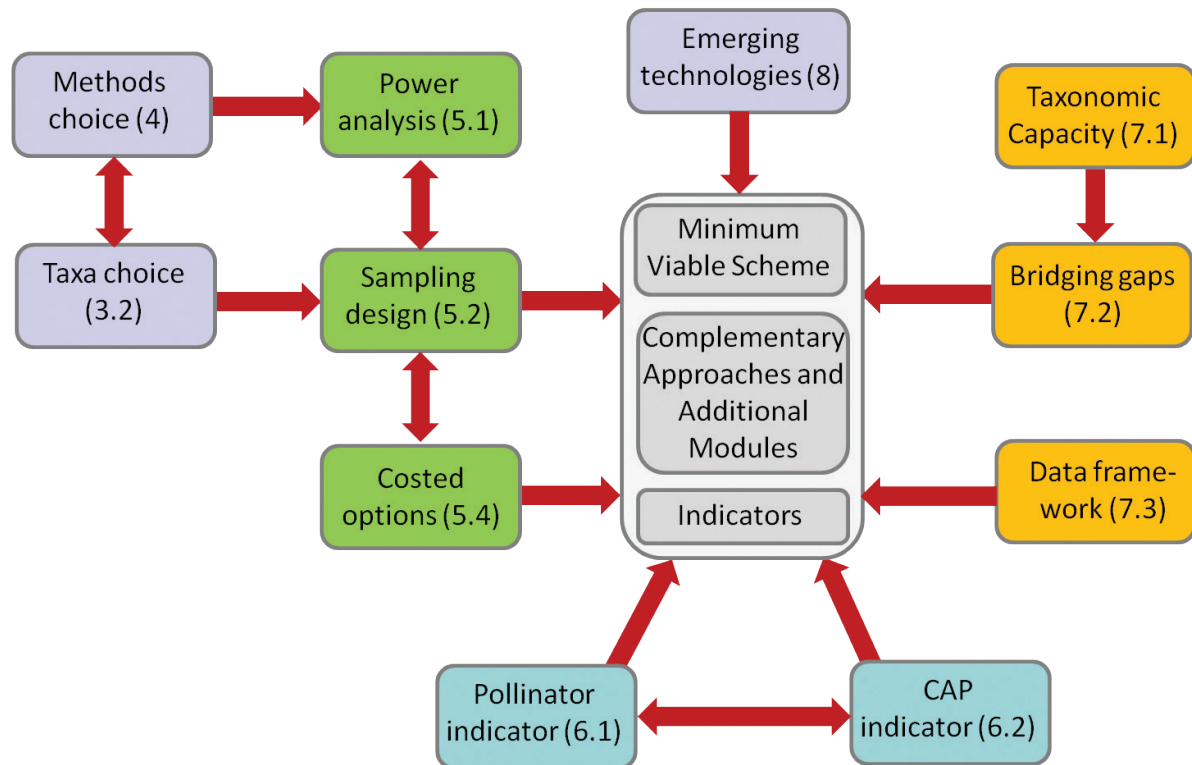 Methods
choice (4)
Power
analysis (5.1)
Emerging
technologies (8)
Taxonomic
Capacity (7.1)
Taxa choice
(3.2)
Sampling
design (5.2)
Minimum
Viable Scheme
Bridging gaps
(7.2)
Complementary
Approaches and
Additional
Modules
Costed
options (5.4)
Indicators
Data frame-
work (7.3)
Pollinator
indicator (6.1)
CAP
indicator (6.2)